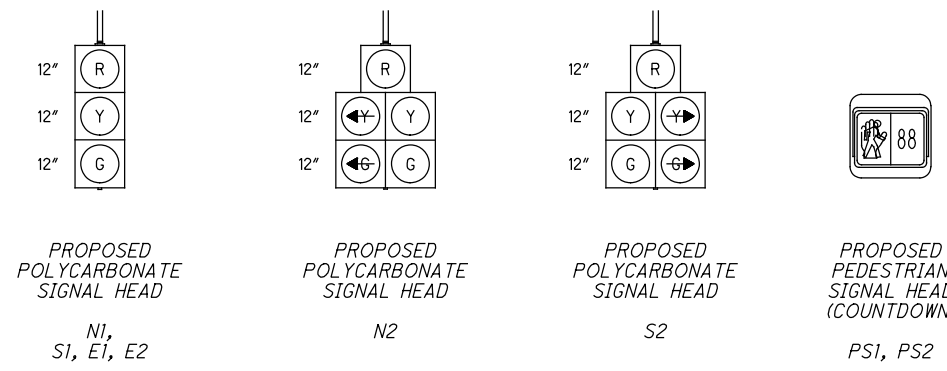 12" R
12" Y
12" G
PROPOSED
POLYCARBONATE
SIGNAL HEAD
N1,
S1, E1, E2
12" R
12" Y Y
12" G G
PROPOSED
POLYCARBONATE
SIGNAL HEAD
N2
12" R
12" Y Y
12" G G
PROPOSED
POLYCARBONATE
SIGNAL HEAD
S2
88
PROPOSED
PEDESTRIAN
SIGNAL HEAD
(COUNTDOWN
PS1, PS2